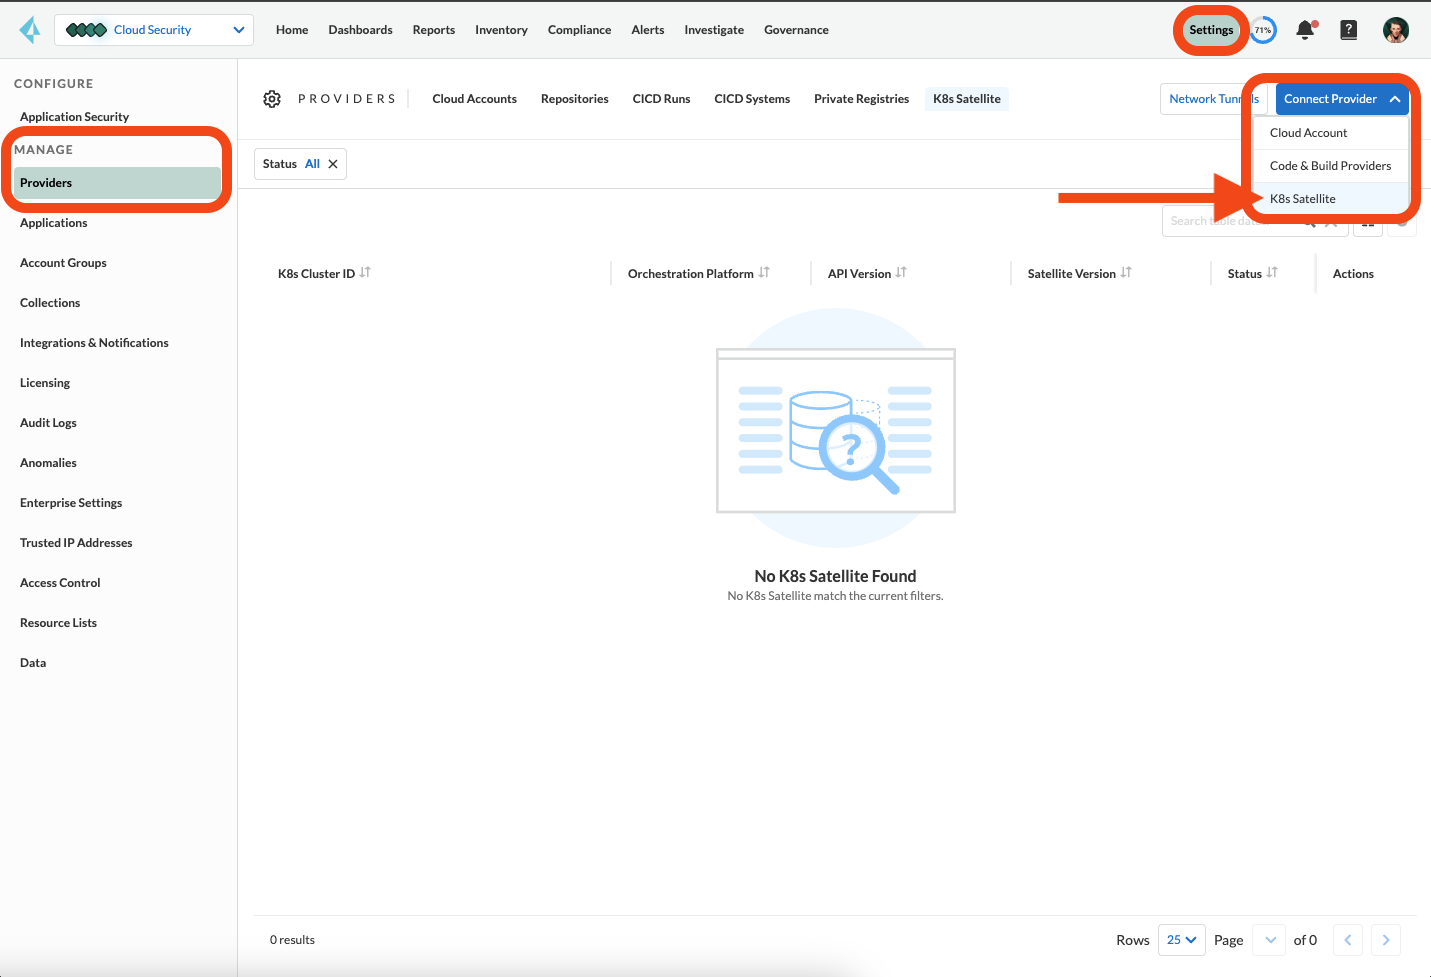 Cloud Security
Home Dashboards Reports Inventory Compliance Alerts Investigate Governance
Settings 71% ?
CONFIGURE
Application Security
MANAGE
Providers
Applications
Account Groups
Collections
Integrations & Notifications
Licensing
Audit Logs
Anomalies
Enterprise Settings
Trusted IP Addresses
Access Control
Resource Lists
Data
PROVIDERS Cloud Accounts Repositories CICD Runs CICD Systems Private Registries K8s Satellite
Network Tunnels Connect Provider
Cloud Account
Code & Build Providers
K8s Satellite
Status All
Search table data...
K8s Cluster ID Orchestration Platform API Version Satellite Version Status Actions
?
No K8s Satellite Found
No K8s Satellite match the current filters.
0 results
Rows 25 Page of 0